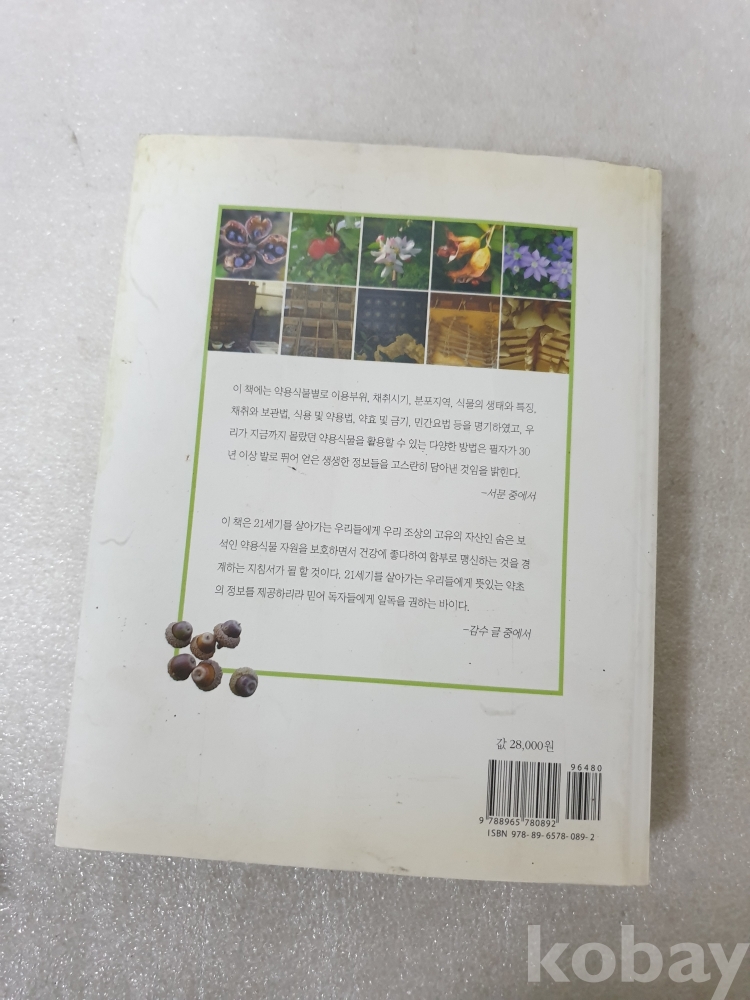 이 책에는 약용식물별로 이용부위, 채취시기, 분포지역, 식물의 생태와 특징,
채취와 보관법, 식용 및 약용법, 약효 및 금기, 민간요법 등을 명기하였고, 우
리가 지금까지 몰랐던 약용식물을 활용할 수 있는 다양한 방법은 필자가 30
년 이상 발로 뛰어 얻은 생생한 정보들을 고스란히 담아낸 것임을 밝힌다.
-서문 중에서
이 책은 21세기를 살아가는 우리들에게 우리 조상의 고유의 자산인 숨은 보
석인 약용식물 자원을 보호하면서 건강에 좋다하여 함부로 맹신하는 것을 경
계하는 지침서가 될 할 것이다. 21세기를 살아가는 우리들에게 뜻있는 약초
의 정보를 제공하리라 믿어 독자들에게 일독을 권하는 바이다.
-감수 글 중에서
값 28,000원
96480
9 788965 780892
ISBN 978-89-6578-089-2
kobay